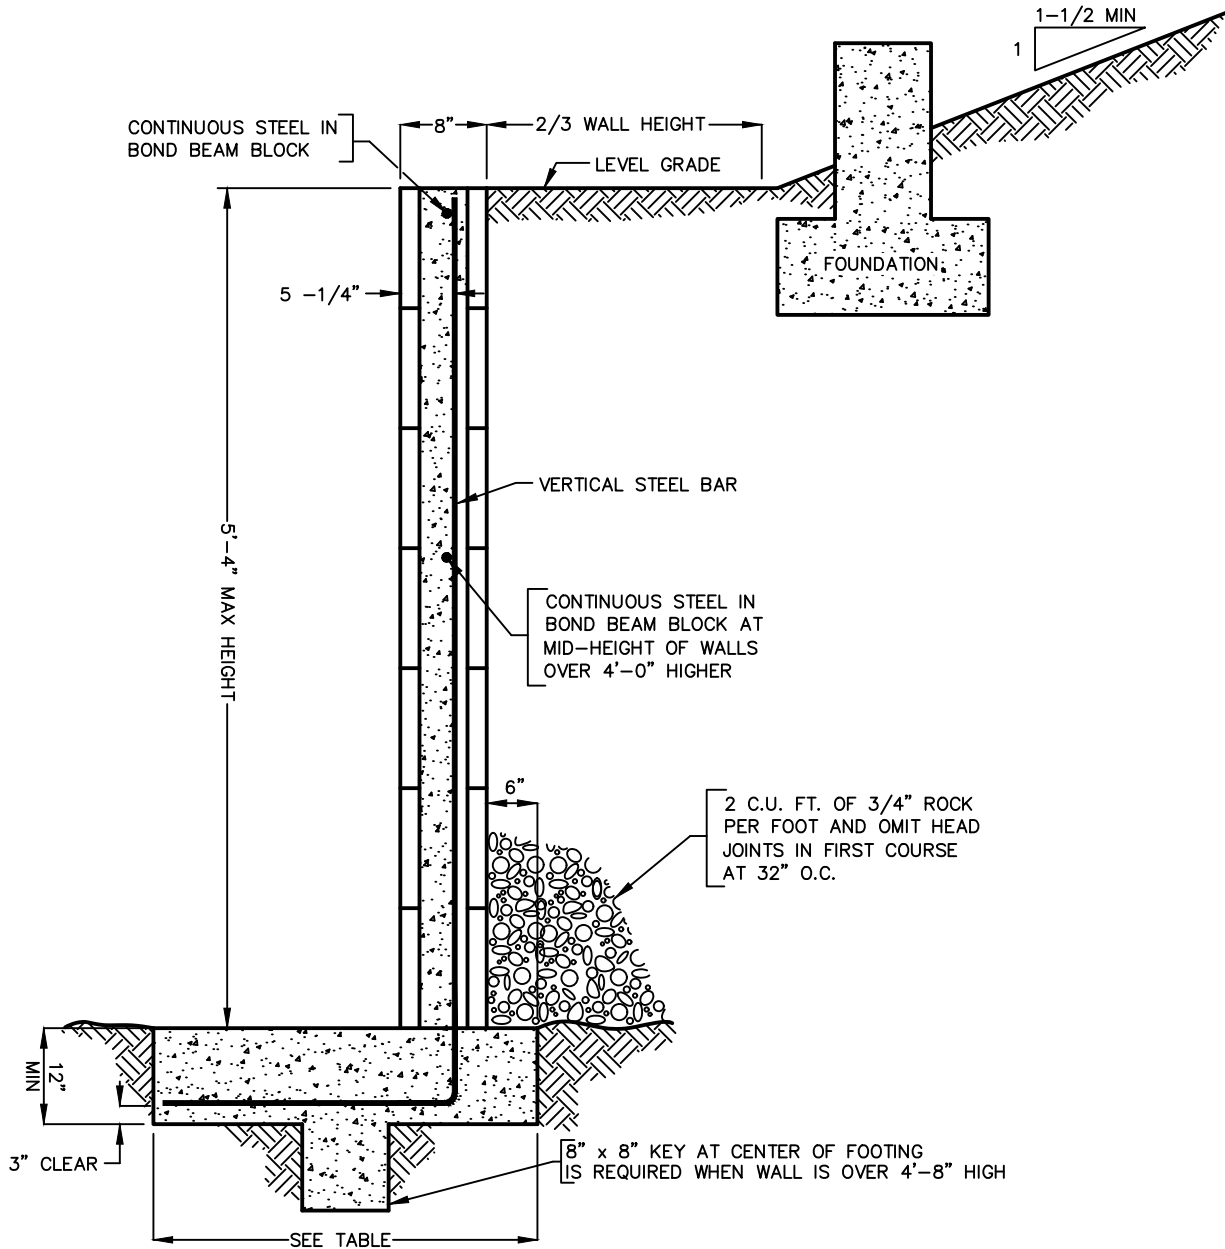 1-1/2 MIN
1
CONTINUOUS STEEL IN
BOND BEAM BLOCK
8"
2/3 WALL HEIGHT
LEVEL GRADE
FOUNDATION
5 -1/4"
VERTICAL STEEL BAR
5'-4" MAX HEIGHT
CONTINUOUS STEEL IN
BOND BEAM BLOCK AT
MID-HEIGHT OF WALLS
OVER 4'-0" HIGHER
6"
2 C.U. FT. OF 3/4" ROCK
PER FOOT AND OMIT HEAD
JOINTS IN FIRST COURSE
AT 32" O.C.
12"
MIN
3" CLEAR
8" x 8" KEY AT CENTER OF FOOTING
IS REQUIRED WHEN WALL IS OVER 4'-8" HIGH
SEE TABLE